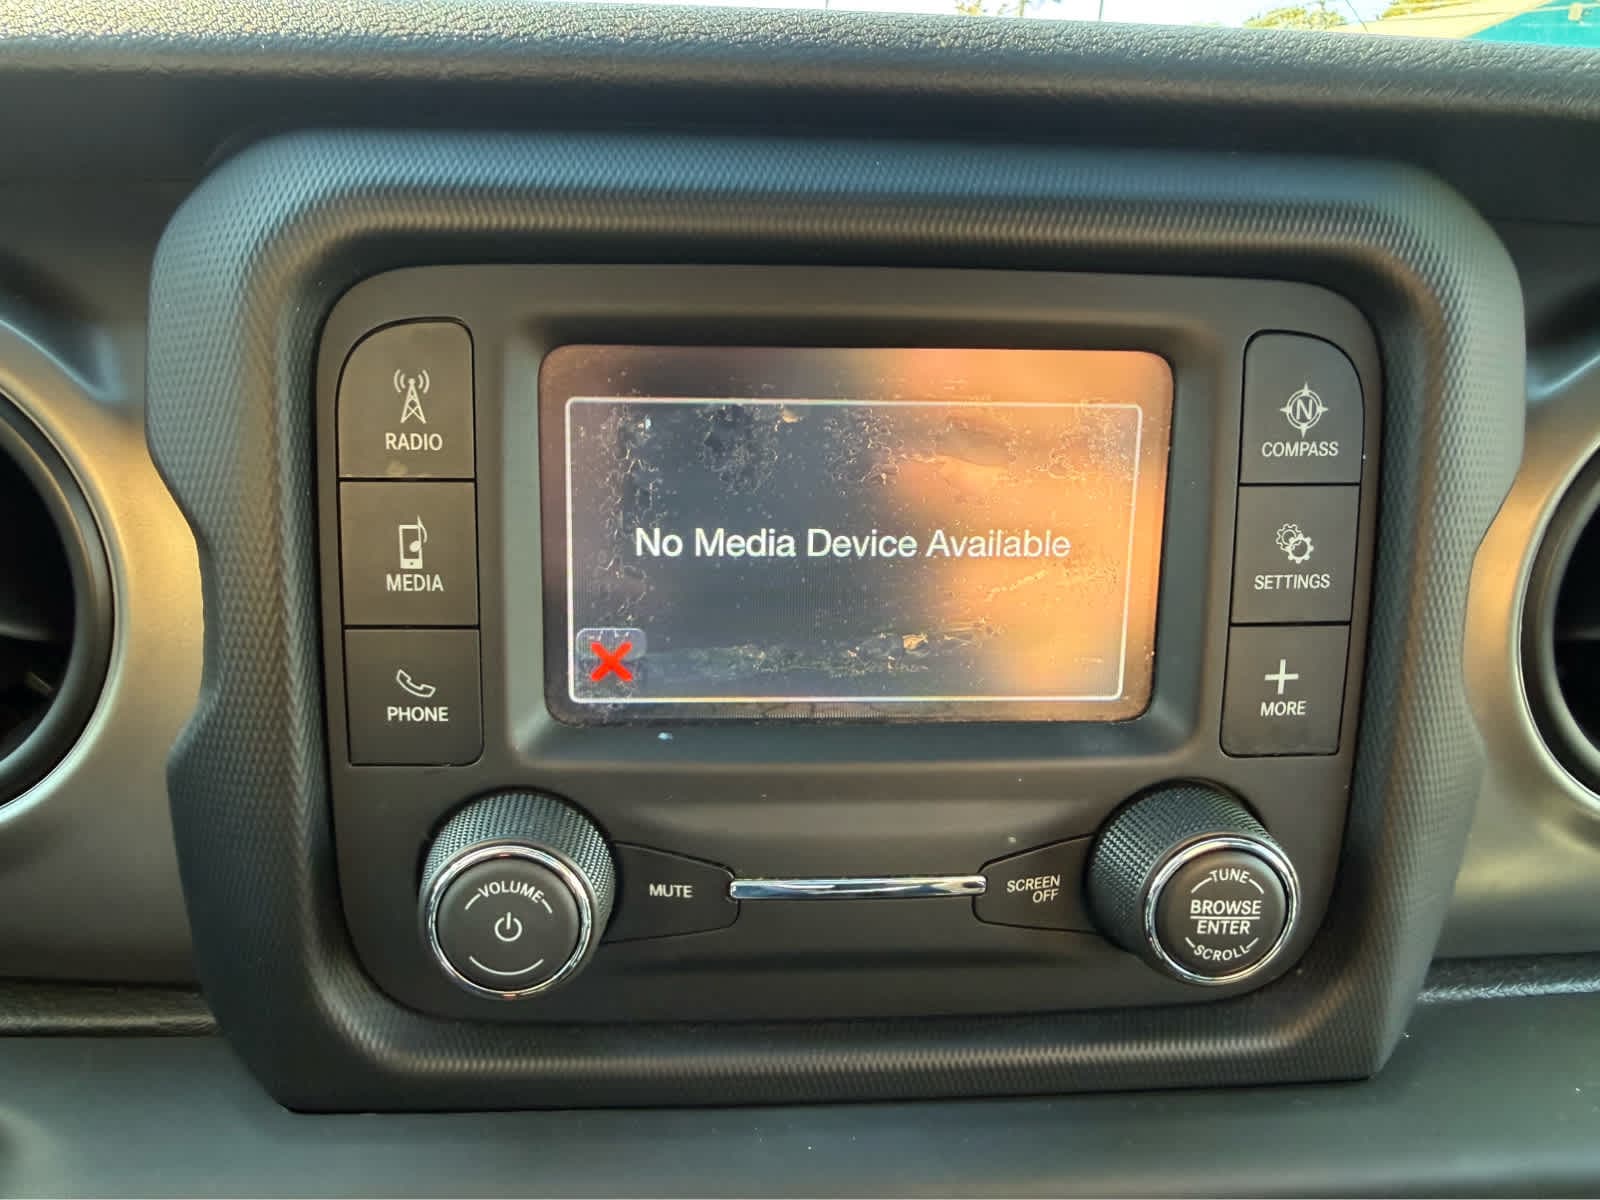 RADIO
MEDIA
PHONE
No Media Device Available
N
COMPASS
SETTINGS
MORE
VOLUME
MUTE
SCREEN
OFF
TUNE
BROWSE
ENTER
SCROLL